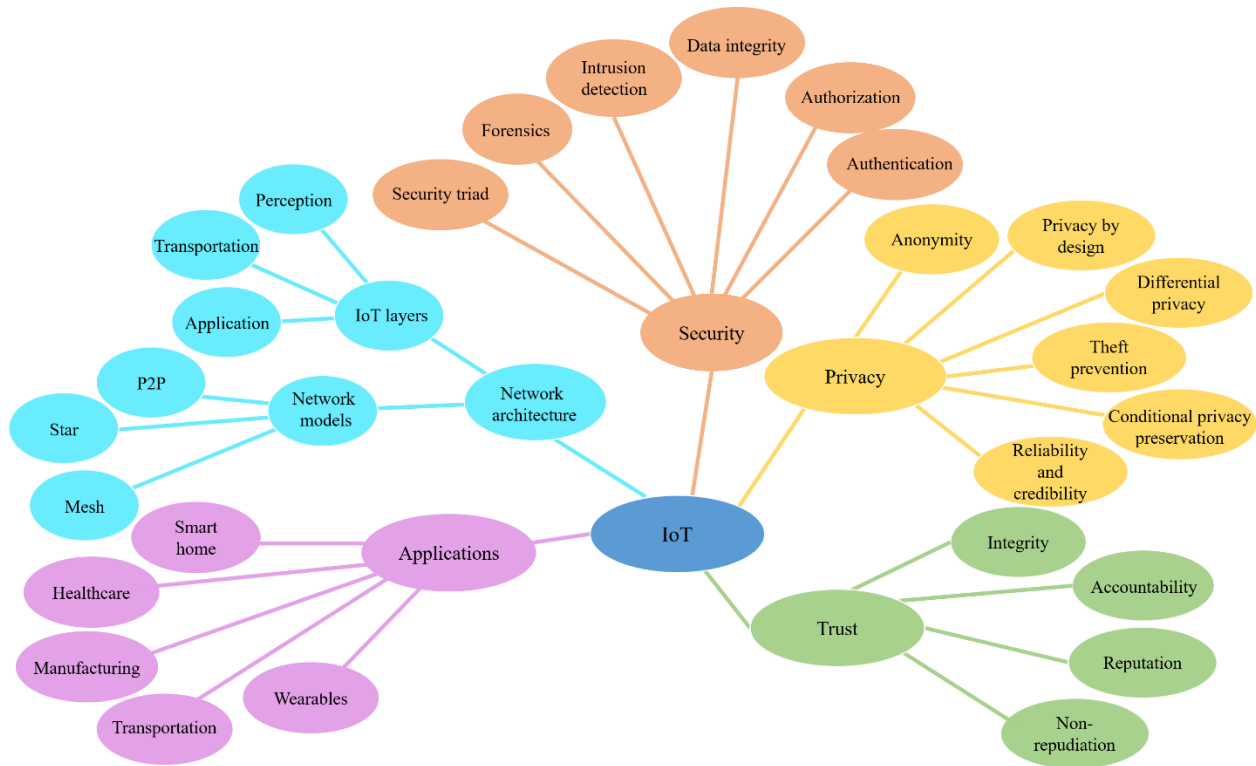 Data integrity
Intrusion
detection
Authorization
Forensics
Authentication
Security triad
Perception
Transportation
IoT layers
Application
Security
Anonymity
Privacy by
design
Differential
privacy
Theft
prevention
Privacy
Conditional privacy
preservation
Reliability and
credibility
P2P
Network
models
Network
architecture
Star
Mesh
IoT
Smart
home
Applications
Healthcare
Manufacturing
Transportation
Wearables
Integrity
Accountability
Trust
Reputation
Non-
repudiation